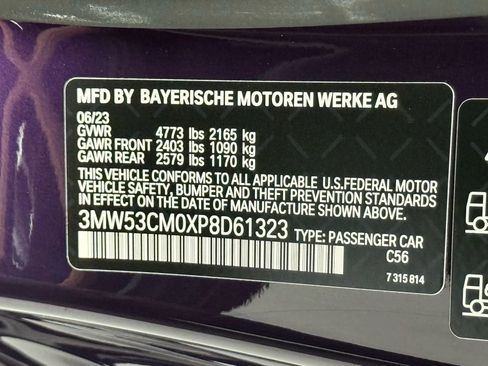 MFD BY BAYERISCHE MOTOREN WERKE AG
06/23
GVWR 4773 lbs 2165 kg
GAWR FRONT 2403 lbs 1090 kg
GAWR REAR 2579 lbs 1170 kg
THIS VEHICLE CONFORMS TO ALL APPLICABLE U.S.FEDERAL MOTOR
VEHICLE SAFETY, BUMPER AND THEFT PREVENTION STANDARDS
IN EFFECT ON THE DATE OF MANUFACTURE SHOWN ABOVE.
3MW53CM0XP8D61323 TYPE: PASSENGER CAR
C56
7 315 814